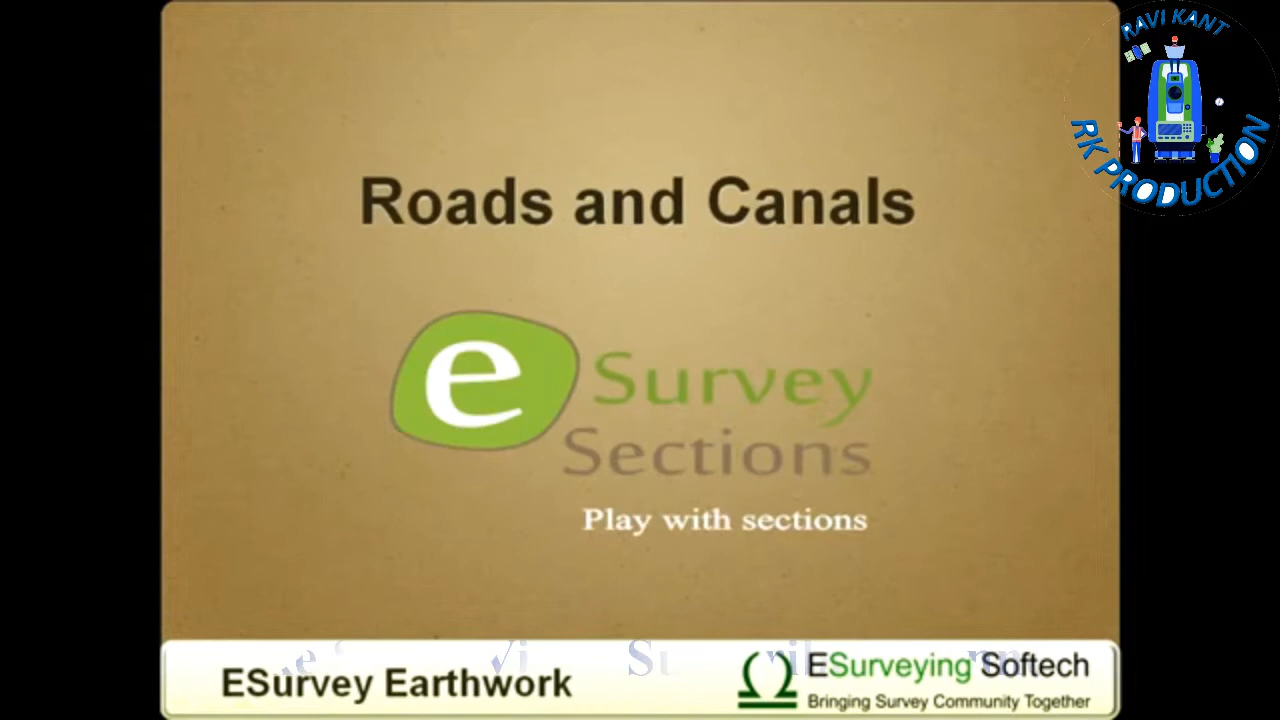 RAVI KANT
RK PRODUCTION
Roads and Canals
e Survey
Sections
Play with sections
ESurvey Earthwork
ESurveying Softech
Bringing Survey Community Together